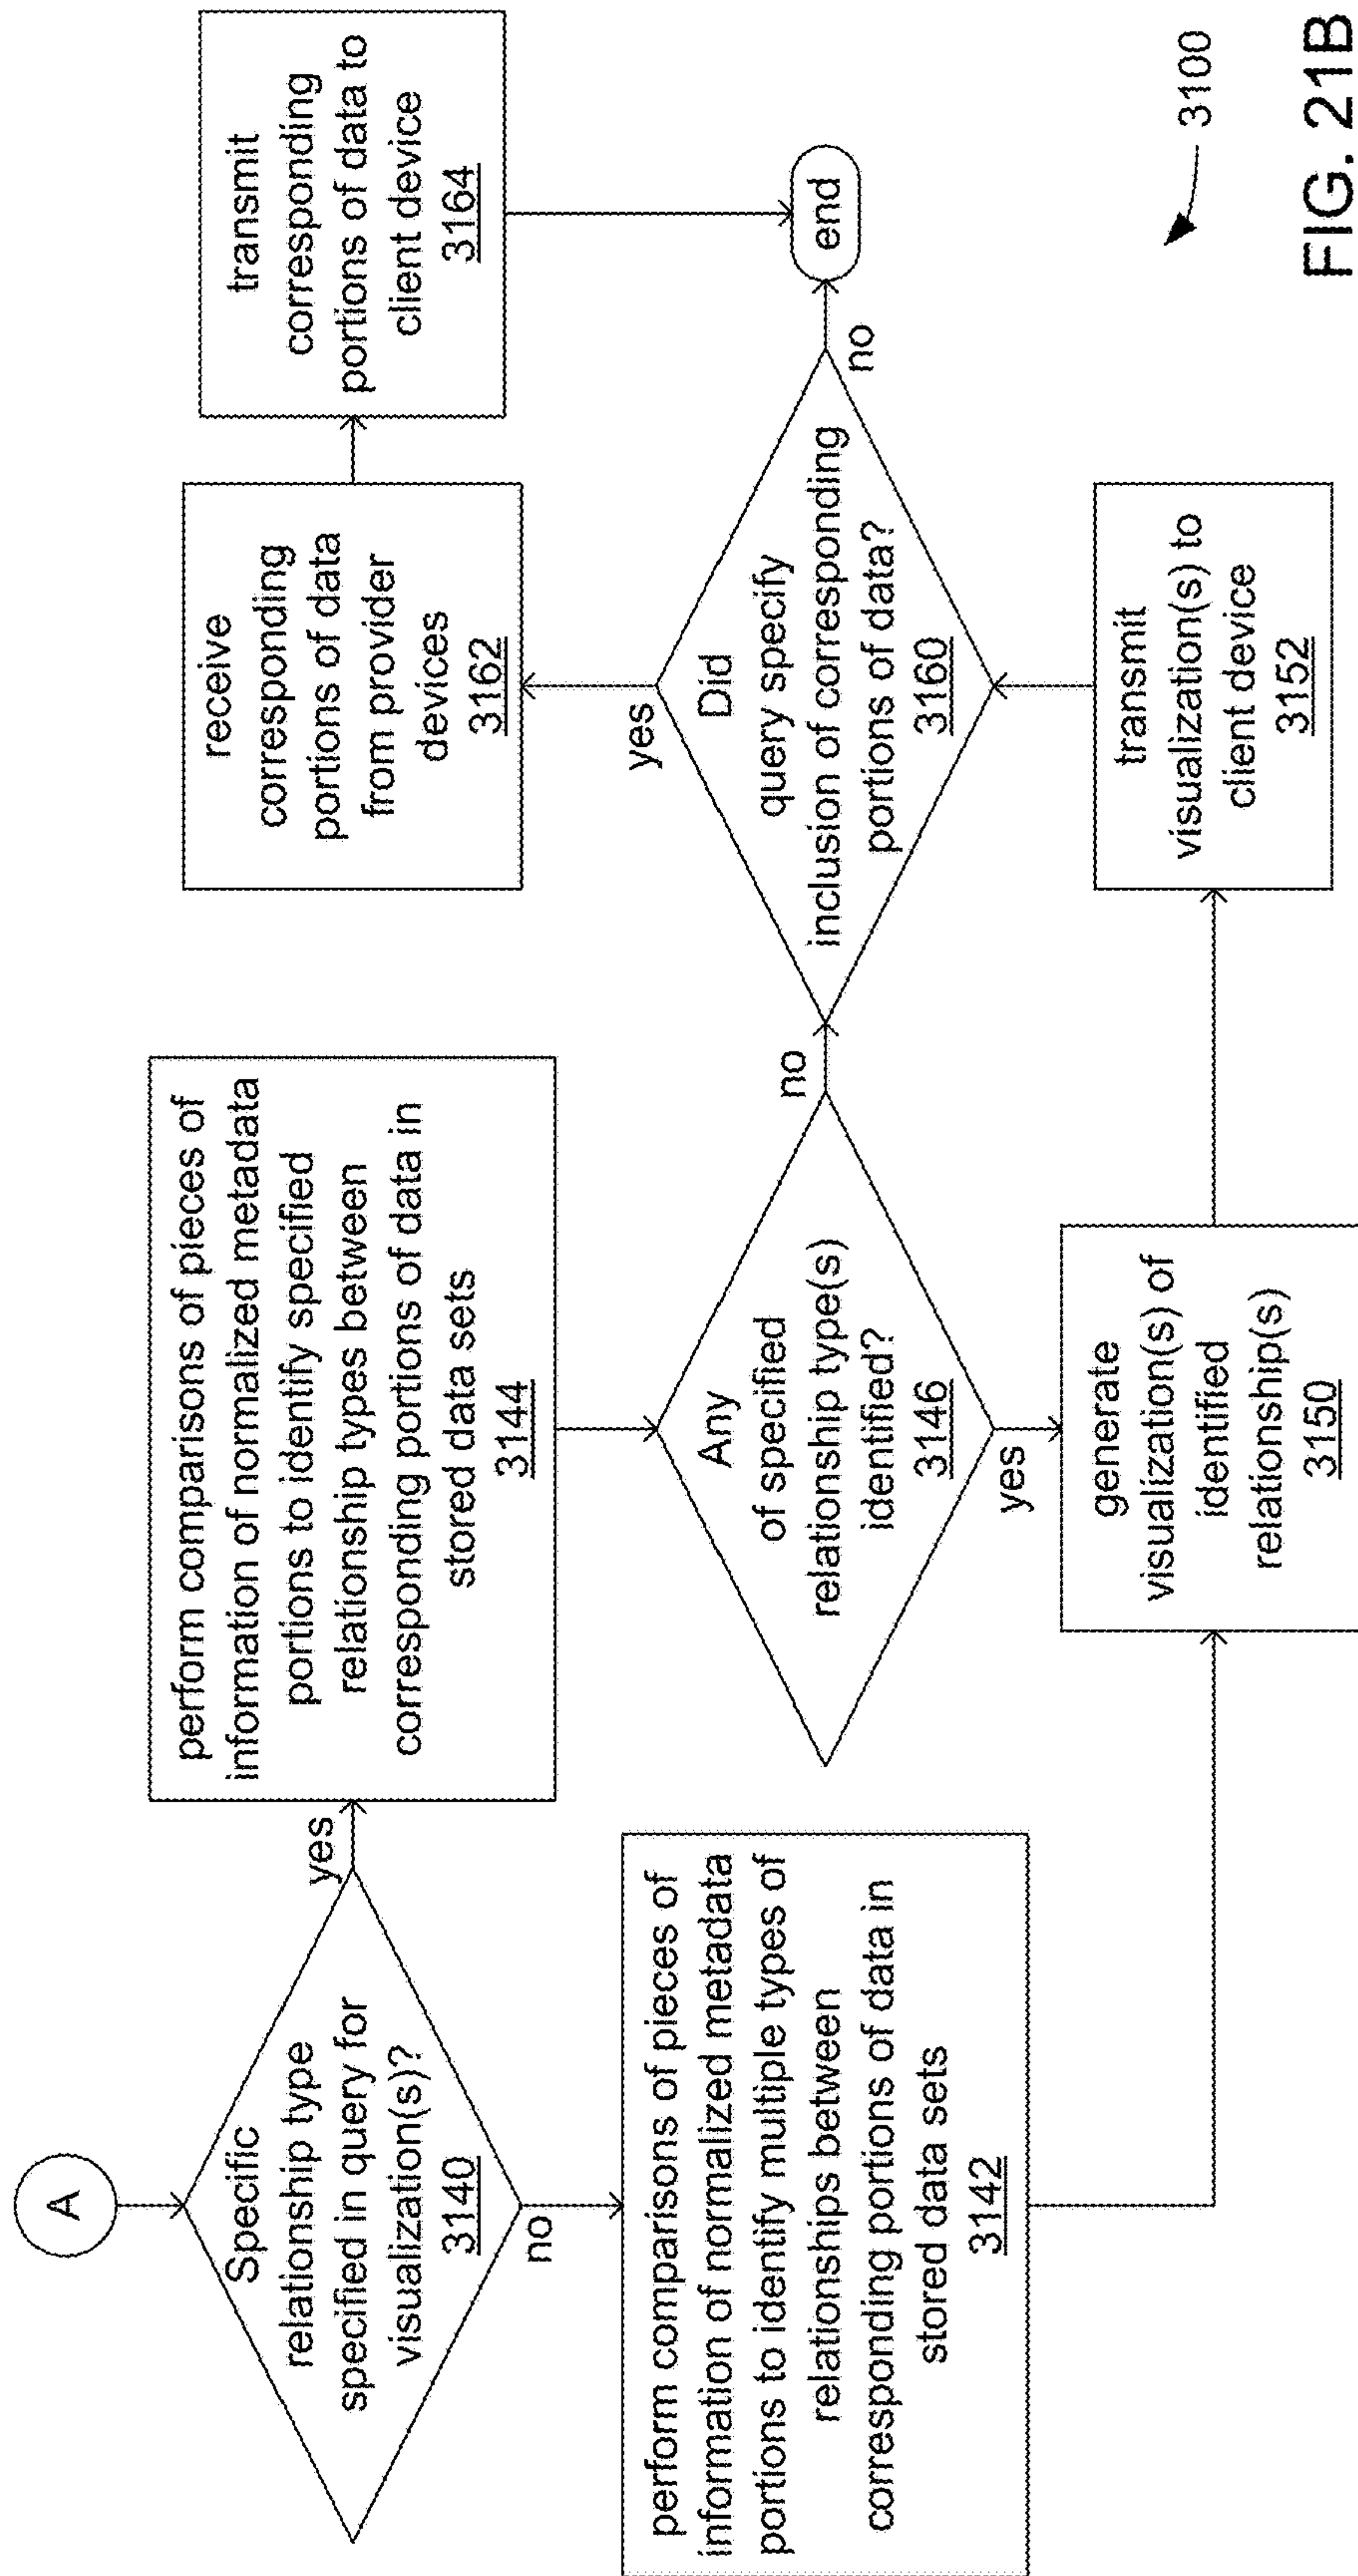 A
Specific
relationship type
specified in query for
visualization(s)?
3140
yes
no
perform comparisons of pieces of
information of normalized metadata
portions to identify multiple types of
relationships between
corresponding portions of data in
stored data sets
3142
perform comparisons of pieces of
information of normalized metadata
portions to identify specified
relationship types between
corresponding portions of data in
stored data sets
3144
Any
of specified
relationship type(s)
identified?
3146
no
yes
generate
visualization(s) of
identified
relationship(s)
3150
transmit
visualization(s) to
client device
3152
Did
query specify
inclusion of corresponding
portions of data?
3160
yes
no
receive
corresponding
portions of data
from provider
devices
3162
transmit
corresponding
portions of data to
client device
3164
end
3100
FIG. 21B